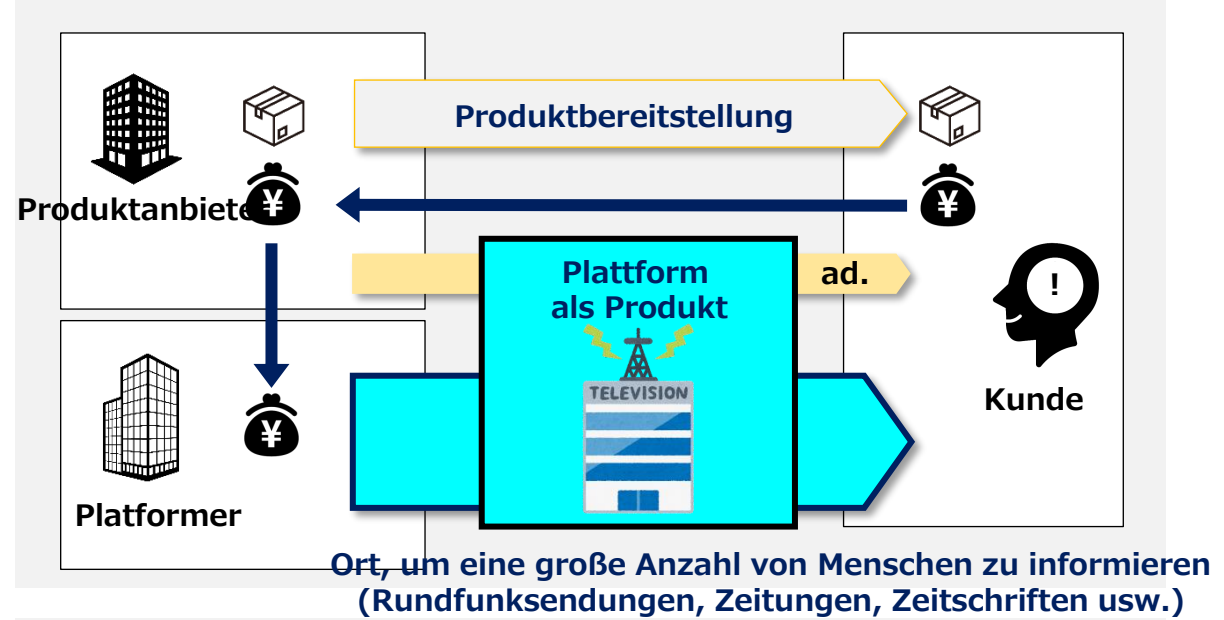 Produktbereitstellung
¥
¥
Produktanbiete
Plattform
als Produkt
ad.
!
TELEVISION
Kunde
¥
Platformer
Ort, um eine große Anzahl von Menschen zu informieren
(Rundfunksendungen, Zeitungen, Zeitschriften usw.)